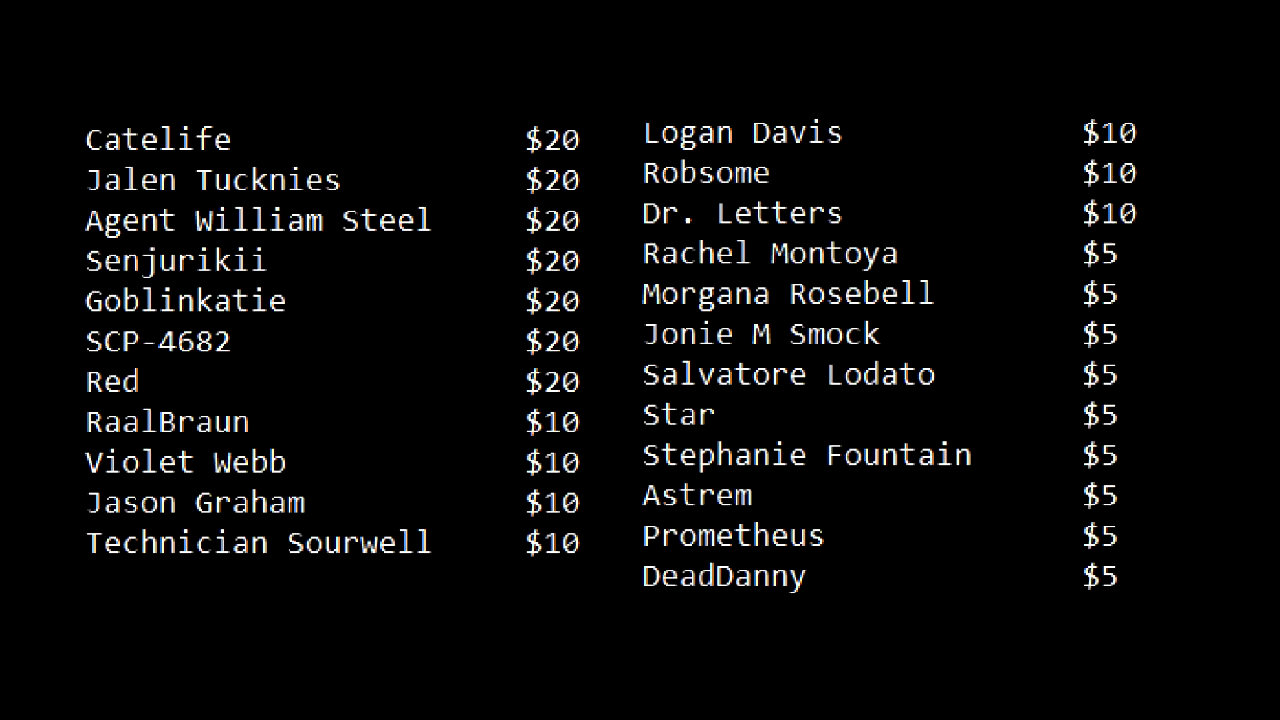 Catelife $20
Jalen Tucknies $20
Agent William Steel $20
Senjurikii $20
Goblinkatie $20
SCP-4682 $20
Red $20
RaalBraun $10
Violet Webb $10
Jason Graham $10
Technician Sourwell $10
Logan Davis $10
Robsome $10
Dr. Letters $10
Rachel Montoya $5
Morgana Rosebell $5
Jonie M Smock $5
Salvatore Lodato $5
Star $5
Stephanie Fountain $5
Astrem $5
Prometheus $5
DeadDanny $5